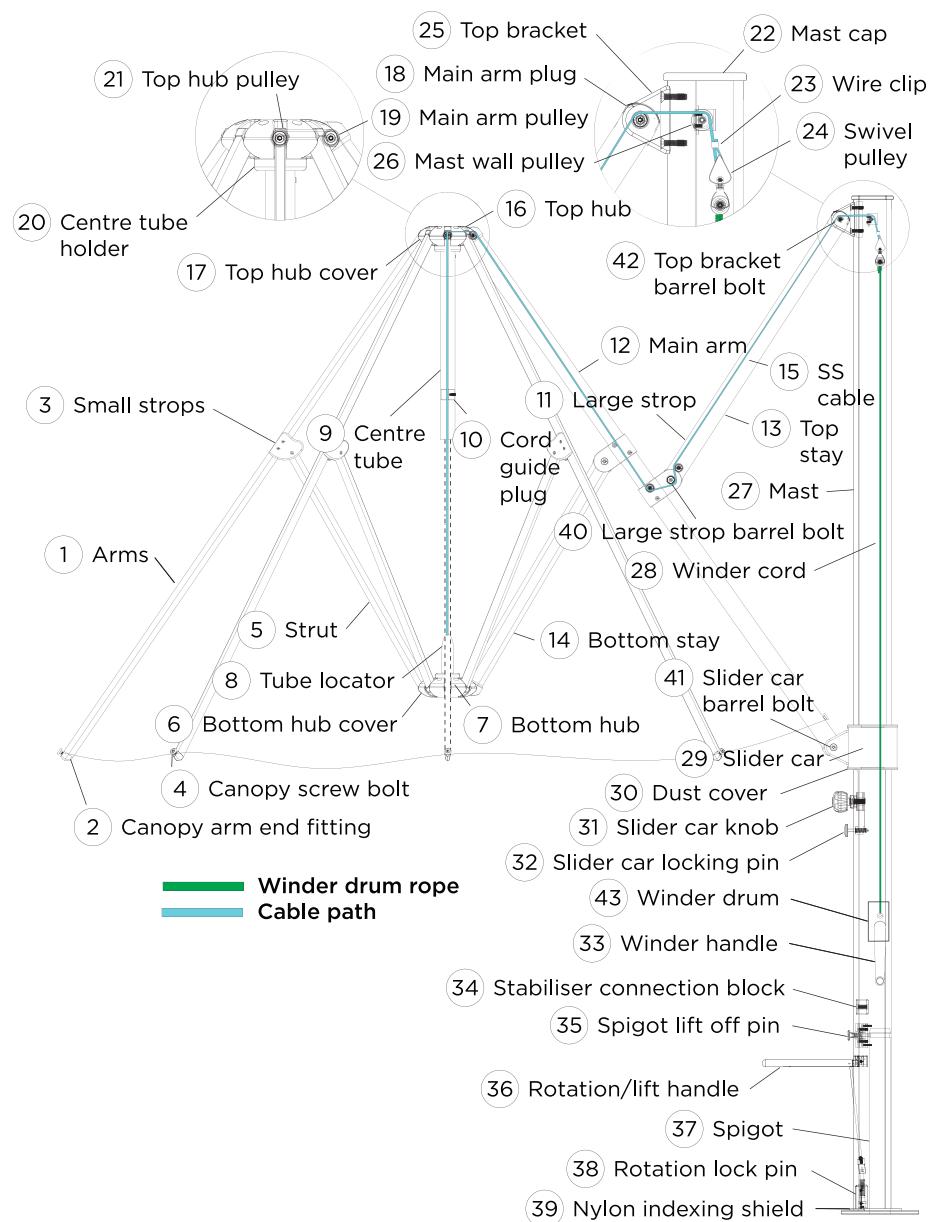 25 Top bracket
22 Mast cap
21 Top hub pulley
18 Main arm plug
23 Wire clip
19 Main arm pulley
24 Swivel
pulley
26 Mast wall pulley
20 Centre tube
holder
16 Top hub
17 Top hub cover
42 Top bracket
barrel bolt
12 Main arm
15 SS
cable
3 Small strops
11 Large strop
9 Centre
tube
10 Cord
guide
plug
13 Top
stay
27 Mast
40 Large strop barrel bolt
1 Arms
28 Winder cord
5 Strut
14 Bottom stay
8 Tube locator
41 Slider car
barrel bolt
6 Bottom hub cover
7 Bottom hub
29 Slider car
4 Canopy screw bolt
30 Dust cover
2 Canopy arm end fitting
31 Slider car knob
32 Slider car locking pin
Winder drum rope
Cable path
43 Winder drum
33 Winder handle
34 Stabiliser connection block
35 Spigot lift off pin
36 Rotation/lift handle
37 Spigot
38 Rotation lock pin
39 Nylon indexing shield